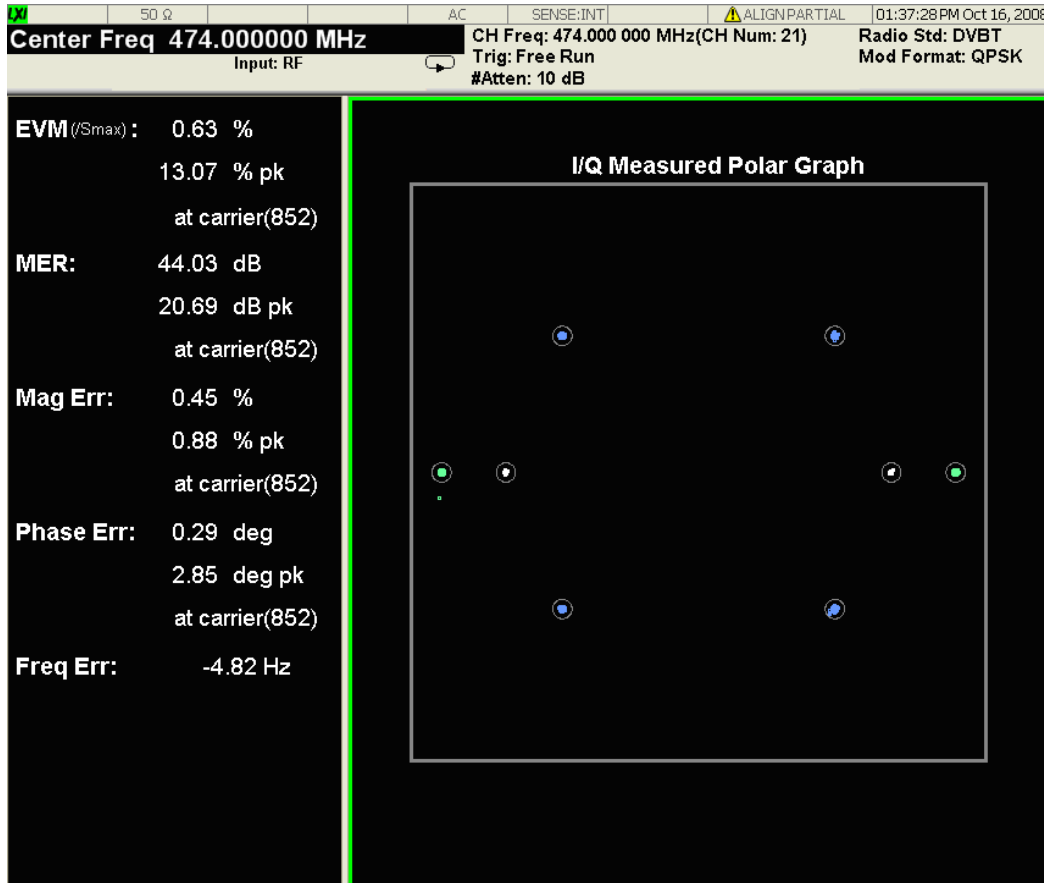 LXI 50 Ω AC SENSE:INT ALIGN PARTIAL 01:37:28 PM Oct 16, 2008
Center Freq 474.000000 MHz
Input: RF
CH Freq: 474.000 000 MHz(CH Num: 21)
Trig: Free Run
#Atten: 10 dB
Radio Std: DVBT
Mod Format: QPSK
EVM(/Smax): 0.63 %
13.07 % pk
at carrier(852)
MER: 44.03 dB
20.69 dB pk
at carrier(852)
Mag Err: 0.45 %
0.88 % pk
at carrier(852)
Phase Err: 0.29 deg
2.85 deg pk
at carrier(852)
Freq Err: -4.82 Hz
I/Q Measured Polar Graph